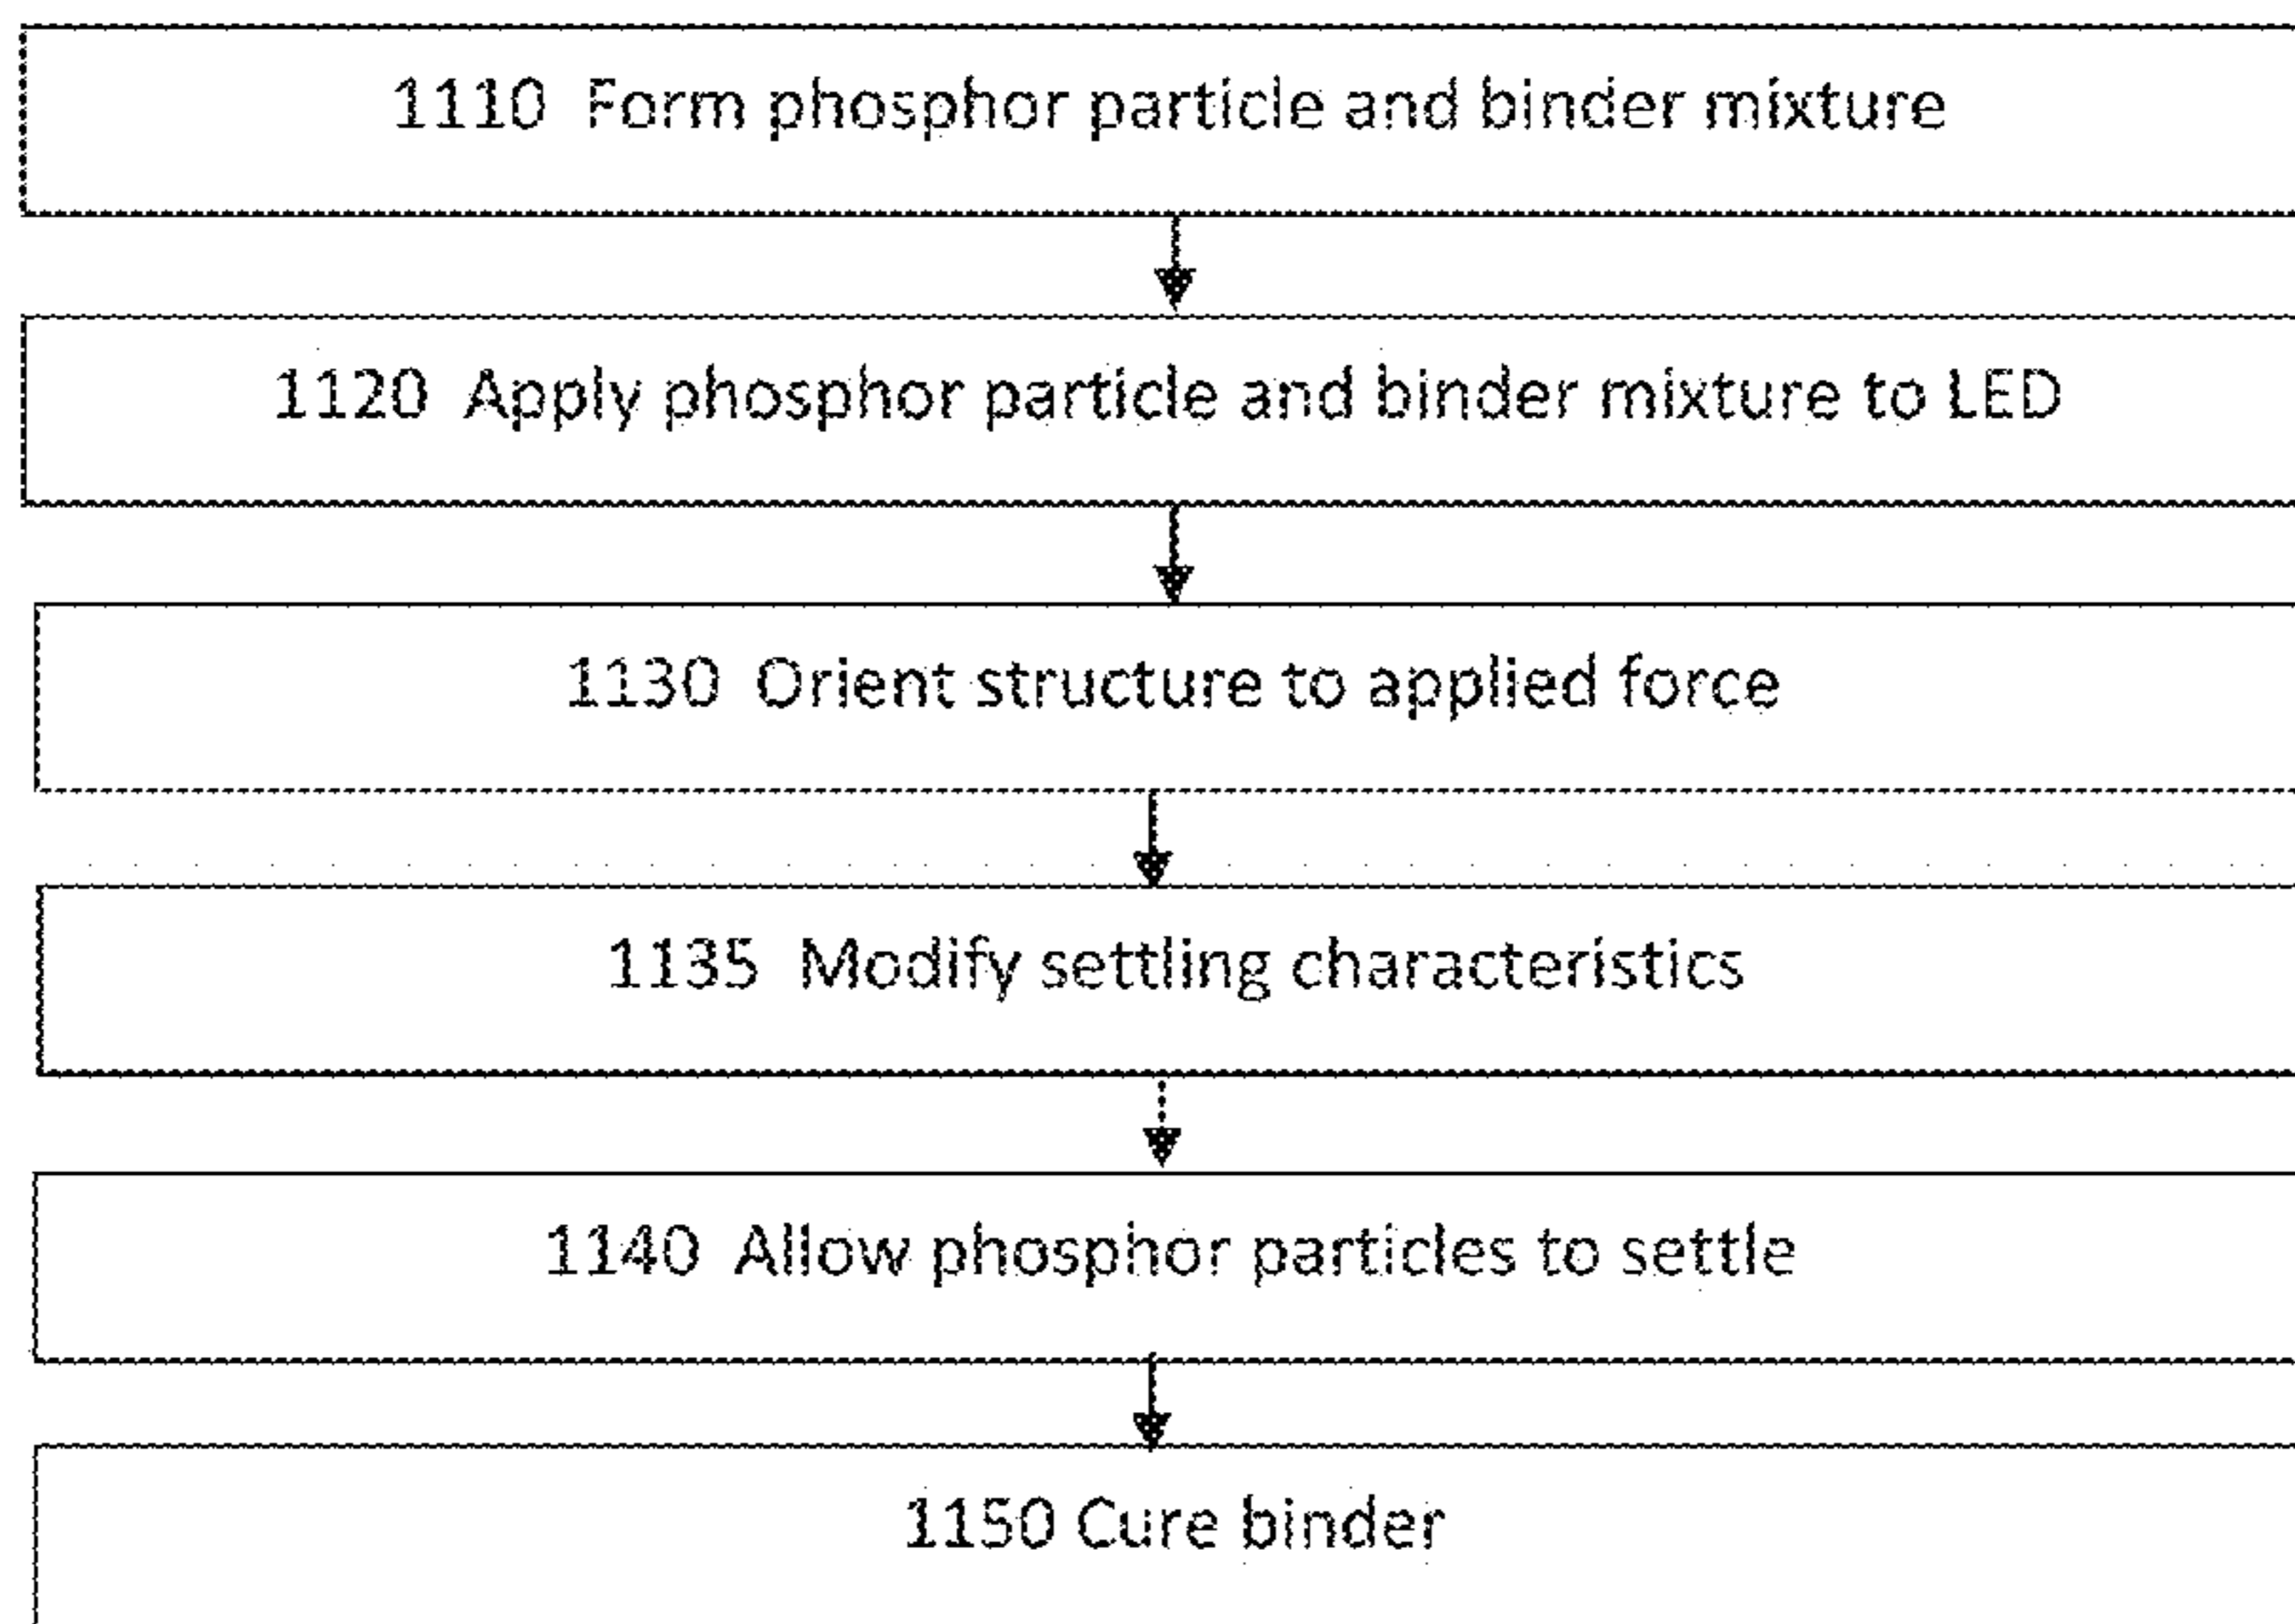 1110 Form phosphor particle and binder mixture
1120 Apply phosphor particle and binder mixture to LED
1130 Orient structure to applied force
1135 Modify settling characteristics
1140 Allow phosphor particles to settle
1150 Cure binder